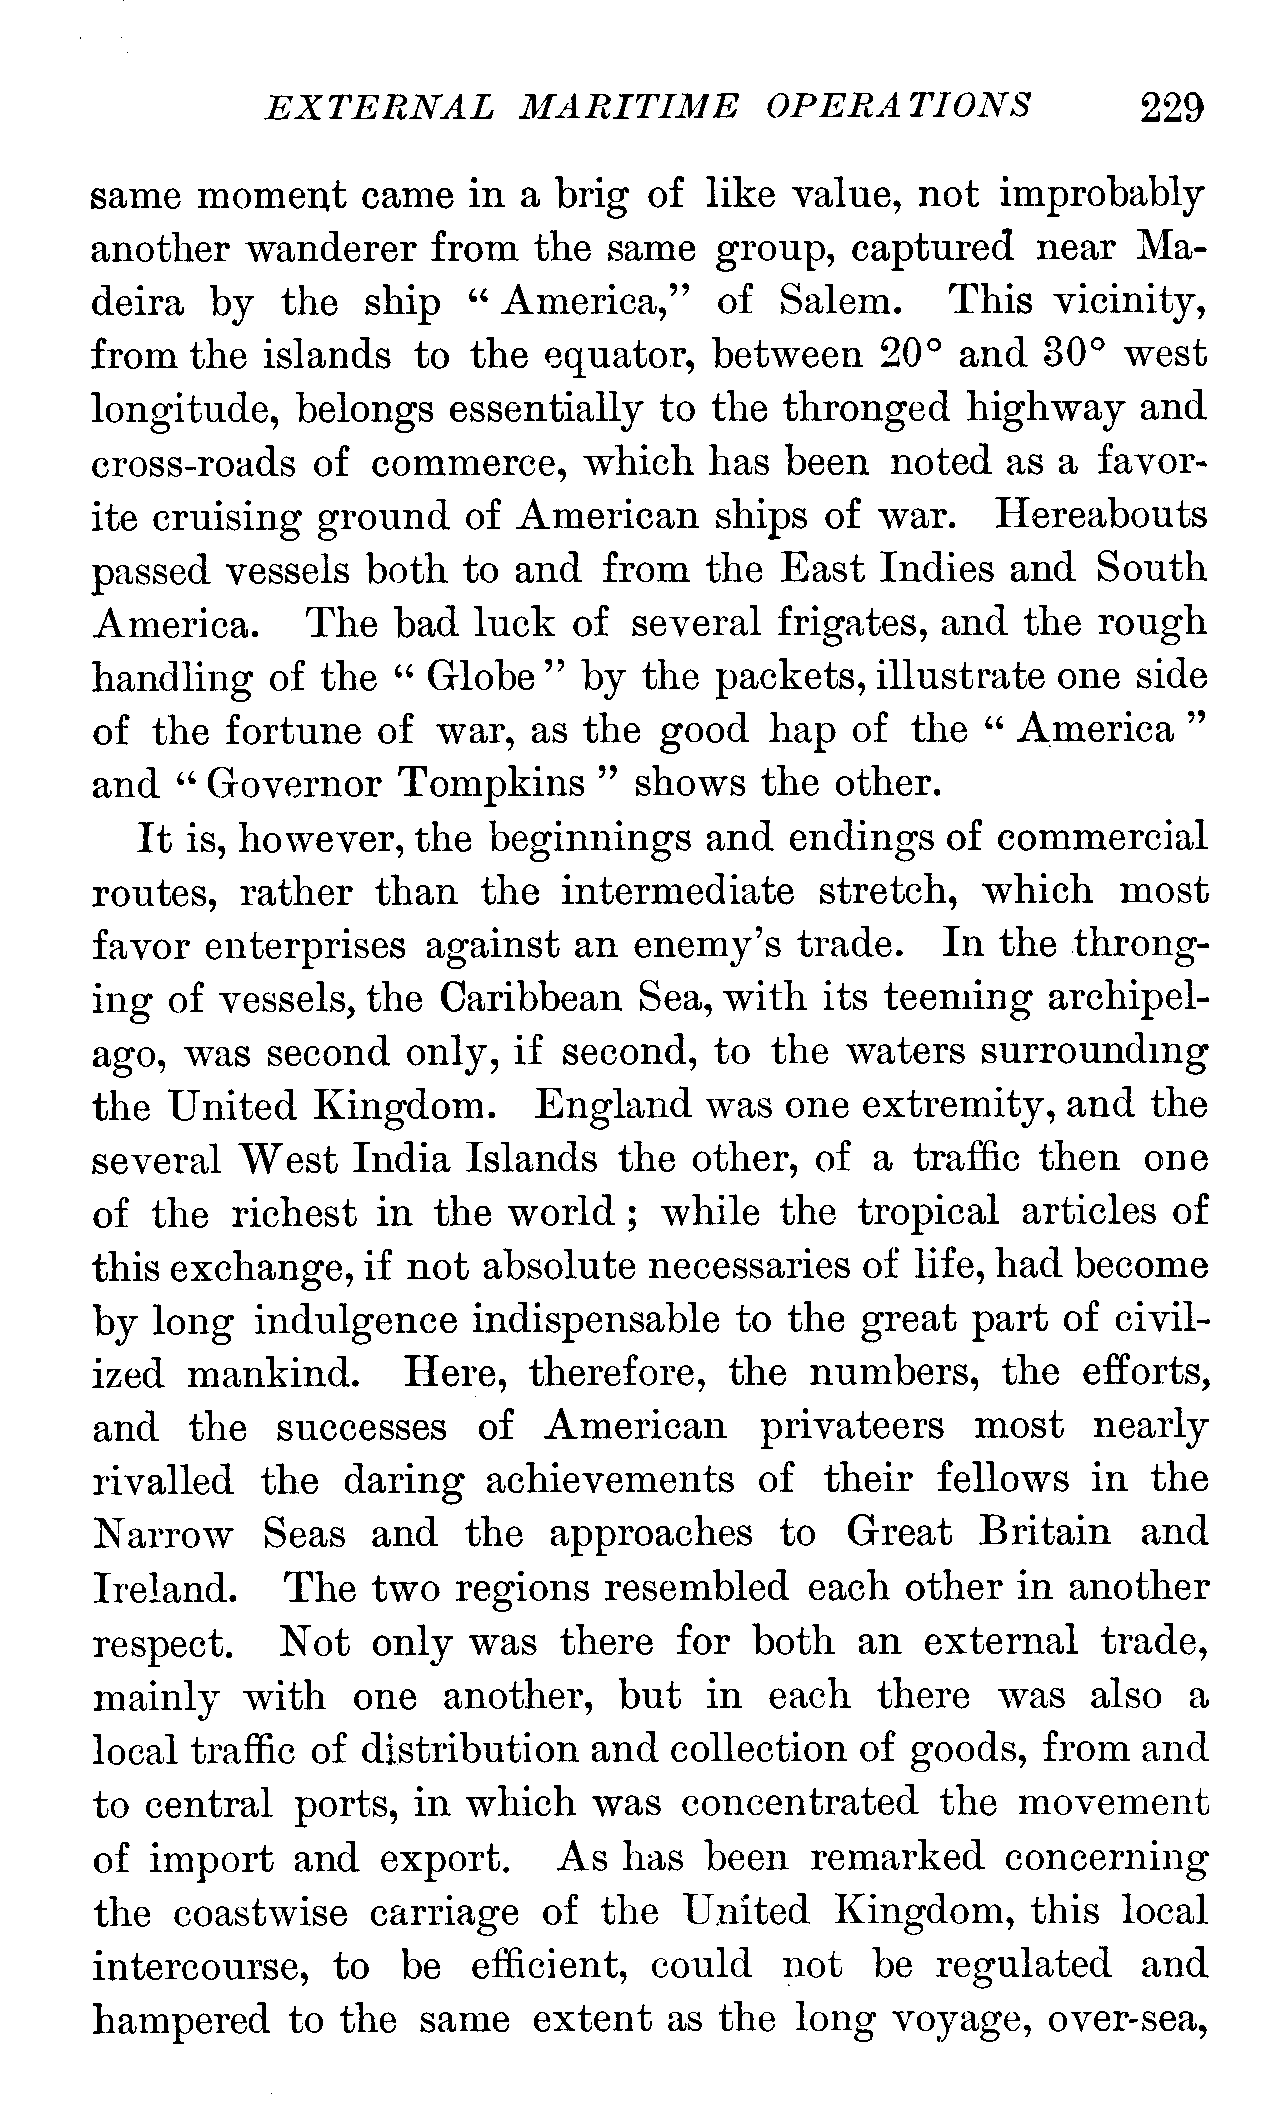 EXTERNAL MARITIME OPERATIONS 229
same moment came in a brig of like value, not improbably
another wanderer from the same group, captured near Ma-
deira by the ship “ America,” of Salem. This vicinity,
from the islands to the equator, between 20° and 30° west
longitude, belongs essentially to the thronged highway and
cross-roads of commerce, which has been noted as a favor-
ite cruising ground of American ships of war. Hereabouts
passed vessels both to and from the East Indies and South
America. The bad luck of several frigates, and the rough
handling of the “ Globe ” by the packets, illustrate one side
of the fortune of war, as the good hap of the “ America ”
and “ Governor Tompkins ” shows the other.
It is, however, the beginnings and endings of commercial
routes, rather than the intermediate stretch, which most
favor enterprises against an enemy’s trade. In the throng-
ing of vessels, the Caribbean Sea, with its teeming archipel-
ago, was second only, if second, to the waters surrounding
the United Kingdom. England was one extremity, and the
several West India Islands the other, of a traffic then one
of the richest in the world ; while the tropical articles of
this exchange, if not absolute necessaries of life, had become
by long indulgence indispensable to the great part of civil-
ized mankind. Here, therefore, the numbers, the efforts,
and the successes of American privateers most nearly
rivalled the daring achievements of their fellows in the
Narrow Seas and the approaches to Great Britain and
Ireland. The two regions resembled each other in another
respect. Not only was there for both an external trade,
mainly with one another, but in each there was also a
local traffic of distribution and collection of goods, from and
to central ports, in which was concentrated the movement
of import and export. As has been remarked concerning
the coastwise carriage of the United Kingdom, this local
intercourse, to be efficient, could not be regulated and
hampered to the same extent as the long voyage, over-sea,